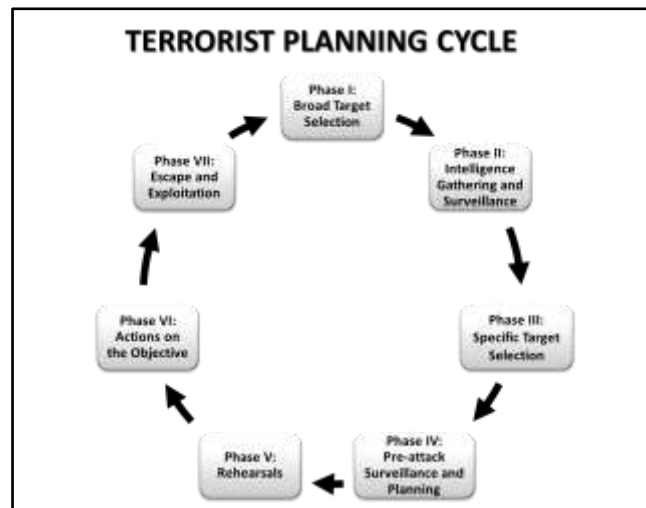 TERRORIST PLANNING CYCLE
Phase I:
Broad Target
Selection
Phase II:
Intelligence
Gathering and
Surveillance
Phase III:
Specific Target
Selection
Phase IV:
Pre-attack
Surveillance and
Planning
Phase V:
Rehearsals
Phase VI:
Actions on
the Objective
Phase VII:
Escape and
Exploitation